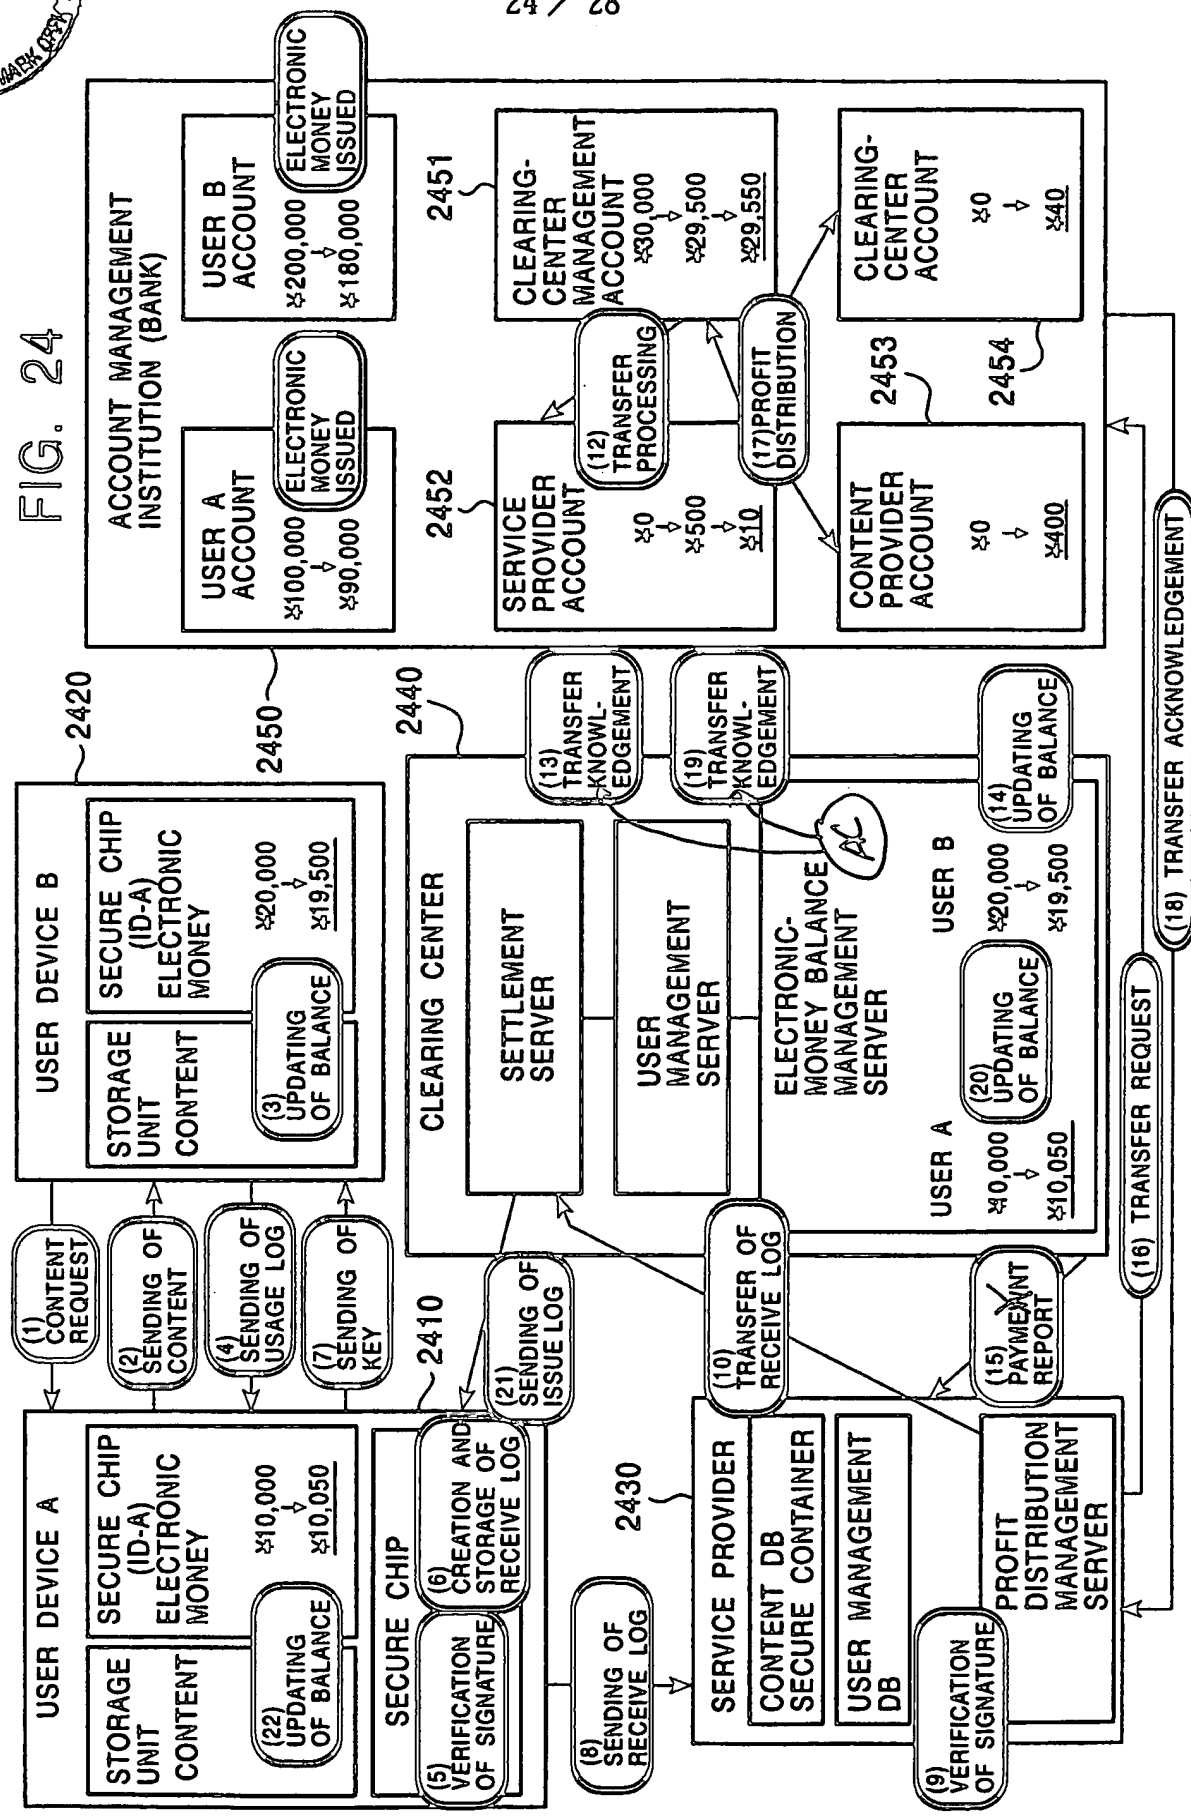 24 / 28
MARK
FIG. 24
USER DEVICE A
STORAGE
UNIT
CONTENT
(22)
UPDATING
OF BALANCE
SECURE CHIP
(ID-A)
ELECTRONIC
MONEY
¥10,000
¥10,050
SECURE CHIP
(5)
VERIFICATION
OF SIGNATURE
(6)
CREATION AND
STORAGE OF
RECEIVE LOG
2410
(1)
CONTENT
REQUEST
(2)
SENDING OF
CONTENT
(4)
SENDING OF
USAGE LOG
(7)
SENDING OF
KEY
USER DEVICE B
STORAGE
UNIT
CONTENT
(3)
UPDATING
OF BALANCE
SECURE CHIP
(ID-A)
ELECTRONIC
MONEY
¥20,000
¥19,500
2420
(8)
SENDING OF
RECEIVE LOG
(21)
SENDING OF
ISSUE LOG
2430
SERVICE PROVIDER
CONTENT DB
SECURE CONTAINER
USER MANAGEMENT
DB
(9)
VERIFICATION
OF SIGNATURE
PROFIT
DISTRIBUTION
MANAGEMENT
SERVER
(10)
TRANSFER OF
RECEIVE LOG
(15)
PAYMEWNT
REPORT
2440
CLEARING CENTER
SETTLEMENT
SERVER
USER
MANAGEMENT
SERVER
ELECTRONIC-
MONEY BALANCE
MANAGEMENT
SERVER
USER A
¥10,000
¥10,050
(20)
UPDATING
OF BALANCE
USER B
¥20,000
¥19,500
(14)
UPDATING
OF BALANCE
(13)
TRANSFER
KNOWL-
EDGEMENT
(19)
TRANSFER
KNOWL-
EDGEMENT
AC
2450
ACCOUNT MANAGEMENT
INSTITUTION (BANK)
USER A
ACCOUNT
¥100,000
¥90,000
ELECTRONIC
MONEY
ISSUED
USER B
ACCOUNT
¥200,000
¥180,000
ELECTRONIC
MONEY
ISSUED
2452
SERVICE
PROVIDER
ACCOUNT
¥0
¥500
¥10
(12)
TRANSFER
PROCESSING
2451
CLEARING-
CENTER
MANAGEMENT
ACCOUNT
¥30,000
¥29,500
¥29,550
(17)PROFIT
DISTRIBUTION
2453
CONTENT
PROVIDER
ACCOUNT
¥0
¥400
2454
CLEARING-
CENTER
ACCOUNT
¥0
¥40
(16) TRANSFER REQUEST
(18) TRANSFER ACKNOWLEDGEMENT